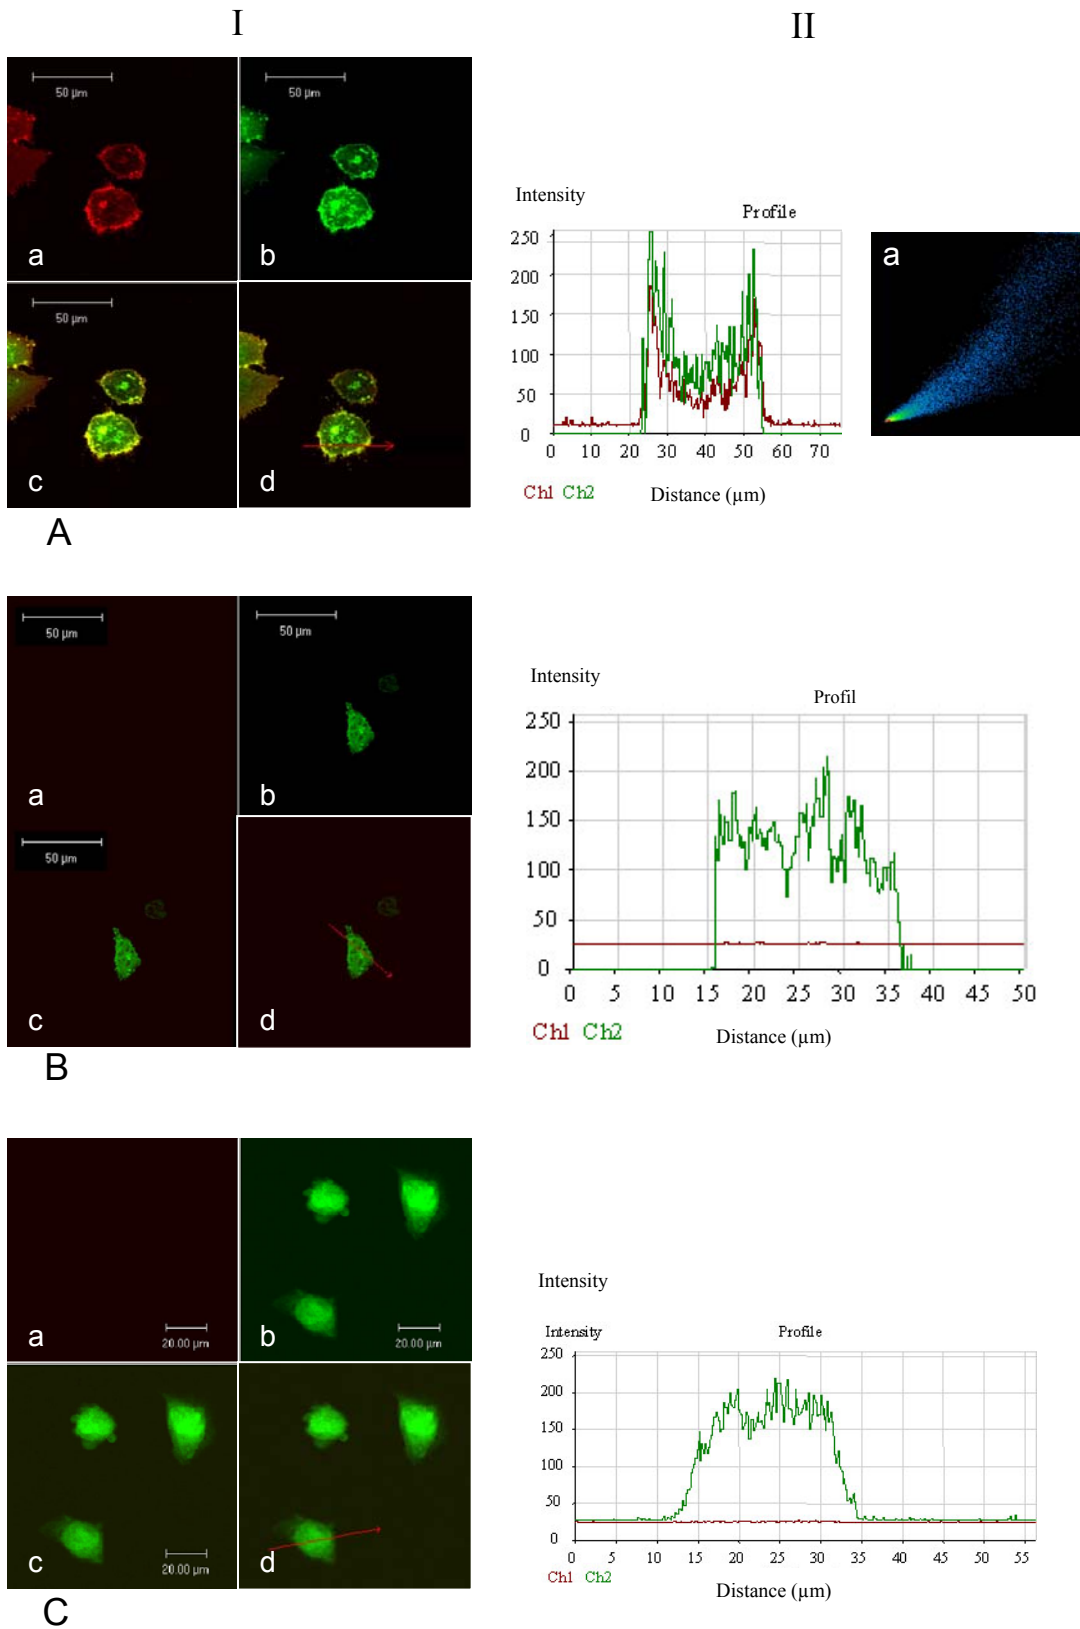 I
II
50 µm
50 µm
a
b
50 µm
c
d
A
Intensity
Profile
250
200
150
100
50
0
0 10 20 30 40 50 60 70
Ch1 Ch2
Distance (µm)
a
50 µm
50 µm
a
b
50 µm
c
d
B
Intensity
Profil
250
200
150
100
50
0
0 5 10 15 20 25 30 35 40 45 50
Ch1 Ch2
Distance (µm)
a
20.00 µm
b
20.00 µm
c
20.00 µm
d
C
Intensity
Intensity
Profile
250
200
150
100
50
0
0 5 10 15 20 25 30 35 40 45 50 55
Ch1 Ch2
Distance (µm)